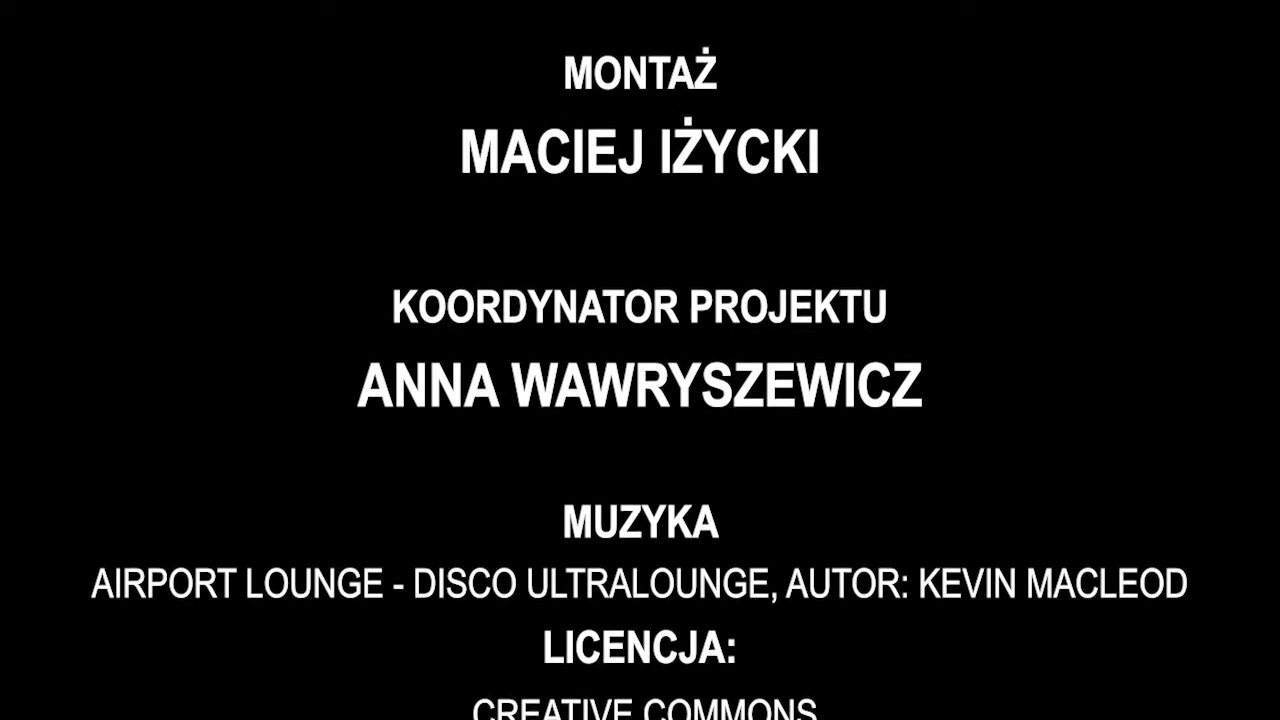 MONTAŻ
MACIEJ IŻYCKI
KOORDYNATOR PROJEKTU
ANNA WAWRYSZEWICZ
MUZYKA
AIRPORT LOUNGE - DISCO ULTRALOUNGE, AUTOR: KEVIN MACLEOD
LICENCJA:
CREATIVE COMMONS